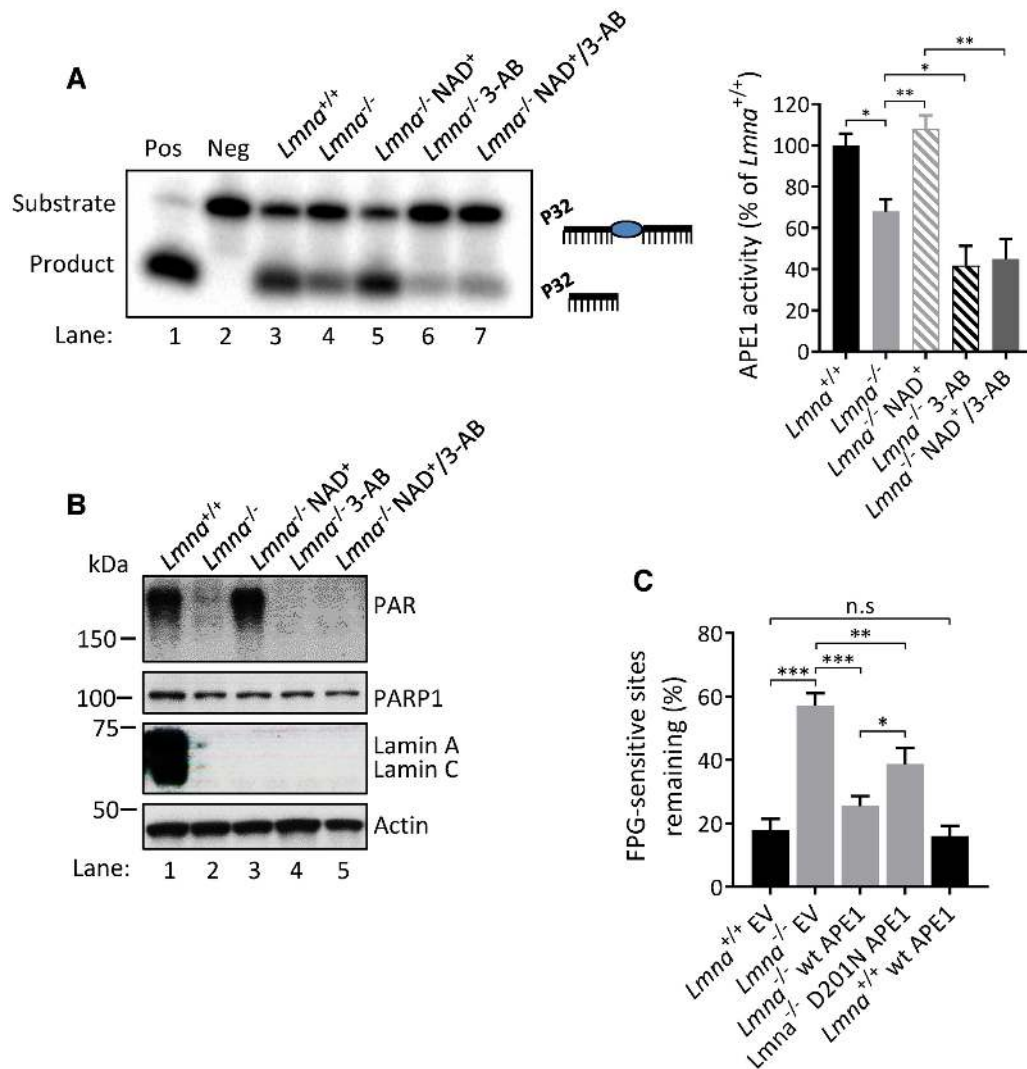 A
Lmna+/+
Lmna-/-
Lmna-/- NAD+
Lmna-/- 3-AB
Lmna-/- NAD+/3-AB
Pos Neg
Substrate
Product
Lane: 1 2 3 4 5 6 7
P32
P32
APE1 activity (% of Lmna+/+)
120
100
80
60
40
20
0
*
**
*
**
Lmna+/+
Lmna-/-
Lmna-/- NAD+
Lmna-/- 3-AB
Lmna-/- NAD+/3-AB
B
Lmna+/+
Lmna-/-
Lmna-/- NAD+
Lmna-/- 3-AB
Lmna-/- NAD+/3-AB
kDa
150
PAR
100
PARP1
75
Lamin A
Lamin C
50
Actin
Lane: 1 2 3 4 5
C
FPG-sensitive sites
remaining (%)
80
60
40
20
0
n.s
**
*** ***
*
Lmna+/+ EV
Lmna-/- EV
Lmna-/- wt APE1
Lmna-/- D201N APE1
Lmna+/+ wt APE1